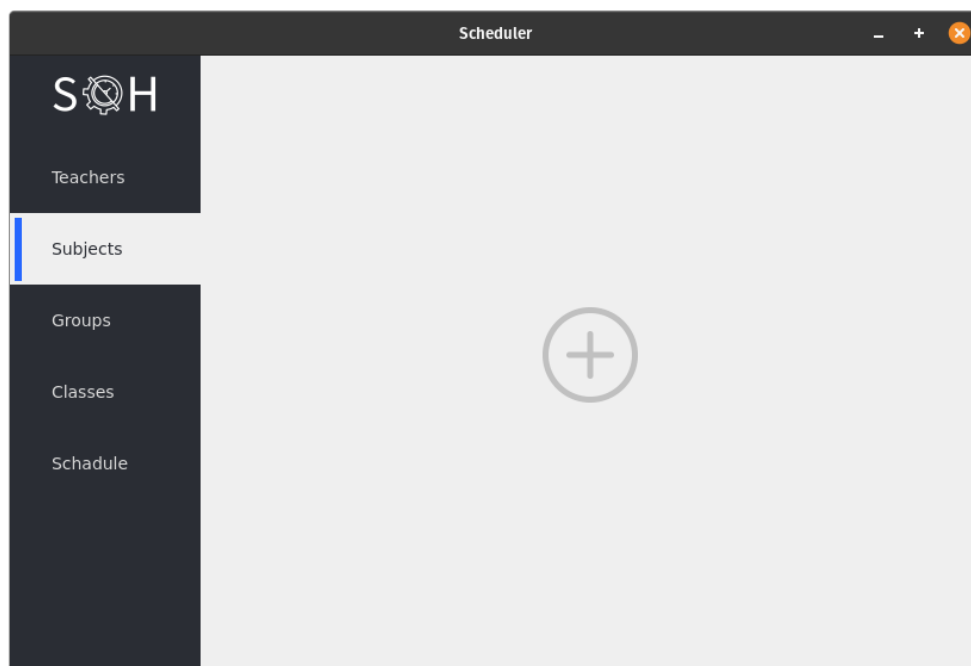 Scheduler
S H
Teachers
Subjects
Groups
Classes
Schadule